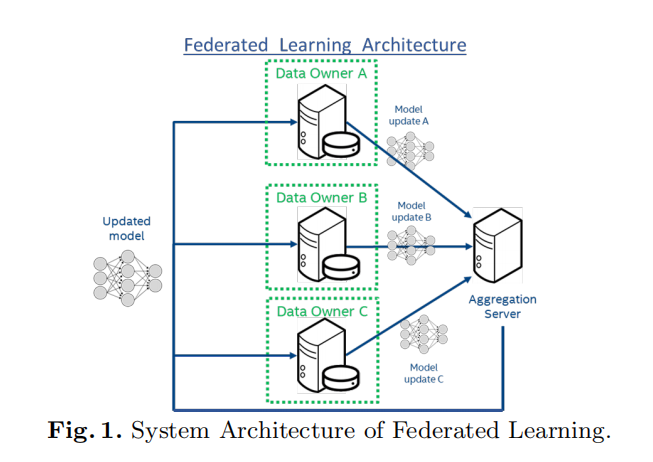 Federated Learning Architecture
Data Owner A
Model
update A
Data Owner B
Model
update B
Updated
model
Aggregation
Server
Data Owner C
Model
update C
Fig. 1. System Architecture of Federated Learning.